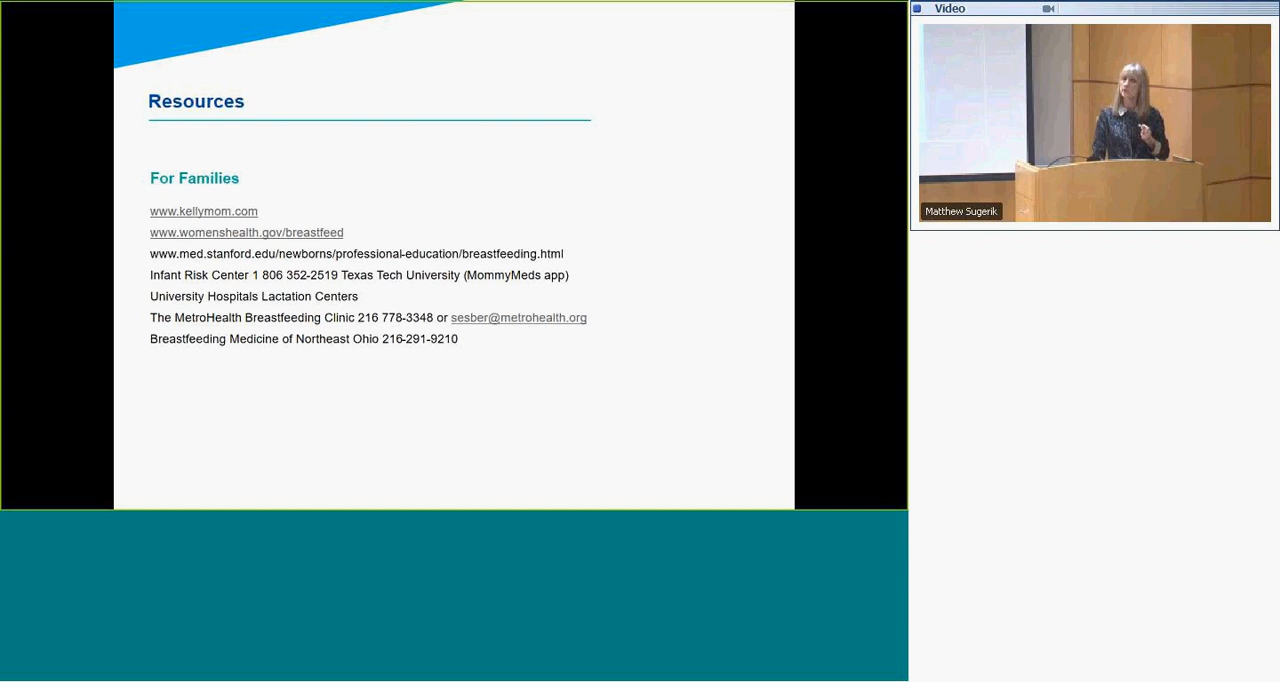 Resources
For Families
www.kellymom.com
www.womenshealth.gov/breastfeed
www.med.stanford.edu/newborns/professional-education/breastfeeding.html
Infant Risk Center 1 806 352-2519 Texas Tech University (MommyMeds app)
University Hospitals Lactation Centers
The MetroHealth Breastfeeding Clinic 216 778-3348 or sesber@metrohealth.org
Breastfeeding Medicine of Northeast Ohio 216-291-9210
Video
Matthew Sugerik